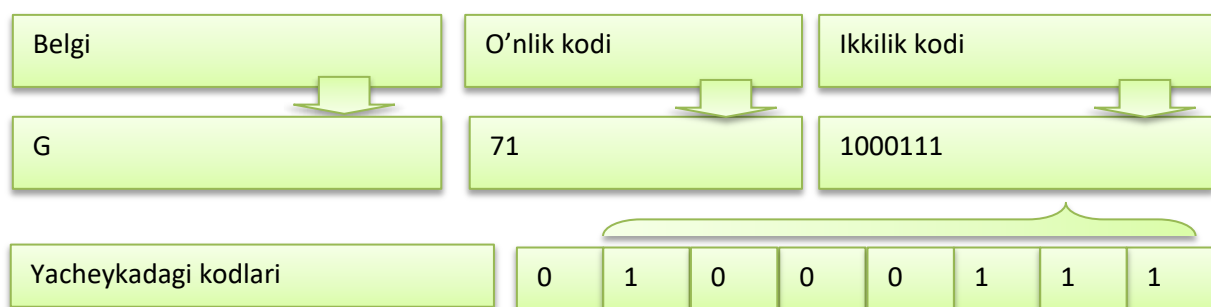 Belgi O’nlik kodi Ikkilik kodi
G 71 1000111
Yacheykadagi kodlari 0 1 0 0 0 1 1 1